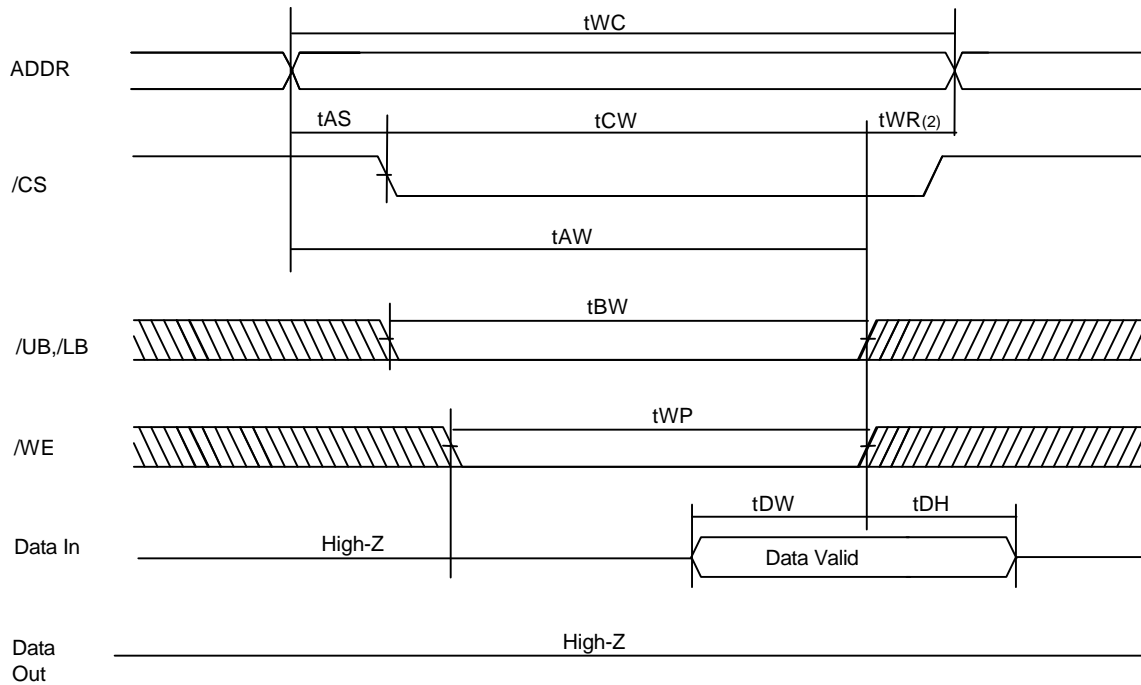 tWC
ADDR
tAS tCW tWR(2)
/CS
tAW
tBW
/UB,/LB
tWP
/WE
tDW tDH
Data In High-Z Data Valid
High-Z
Data
Out